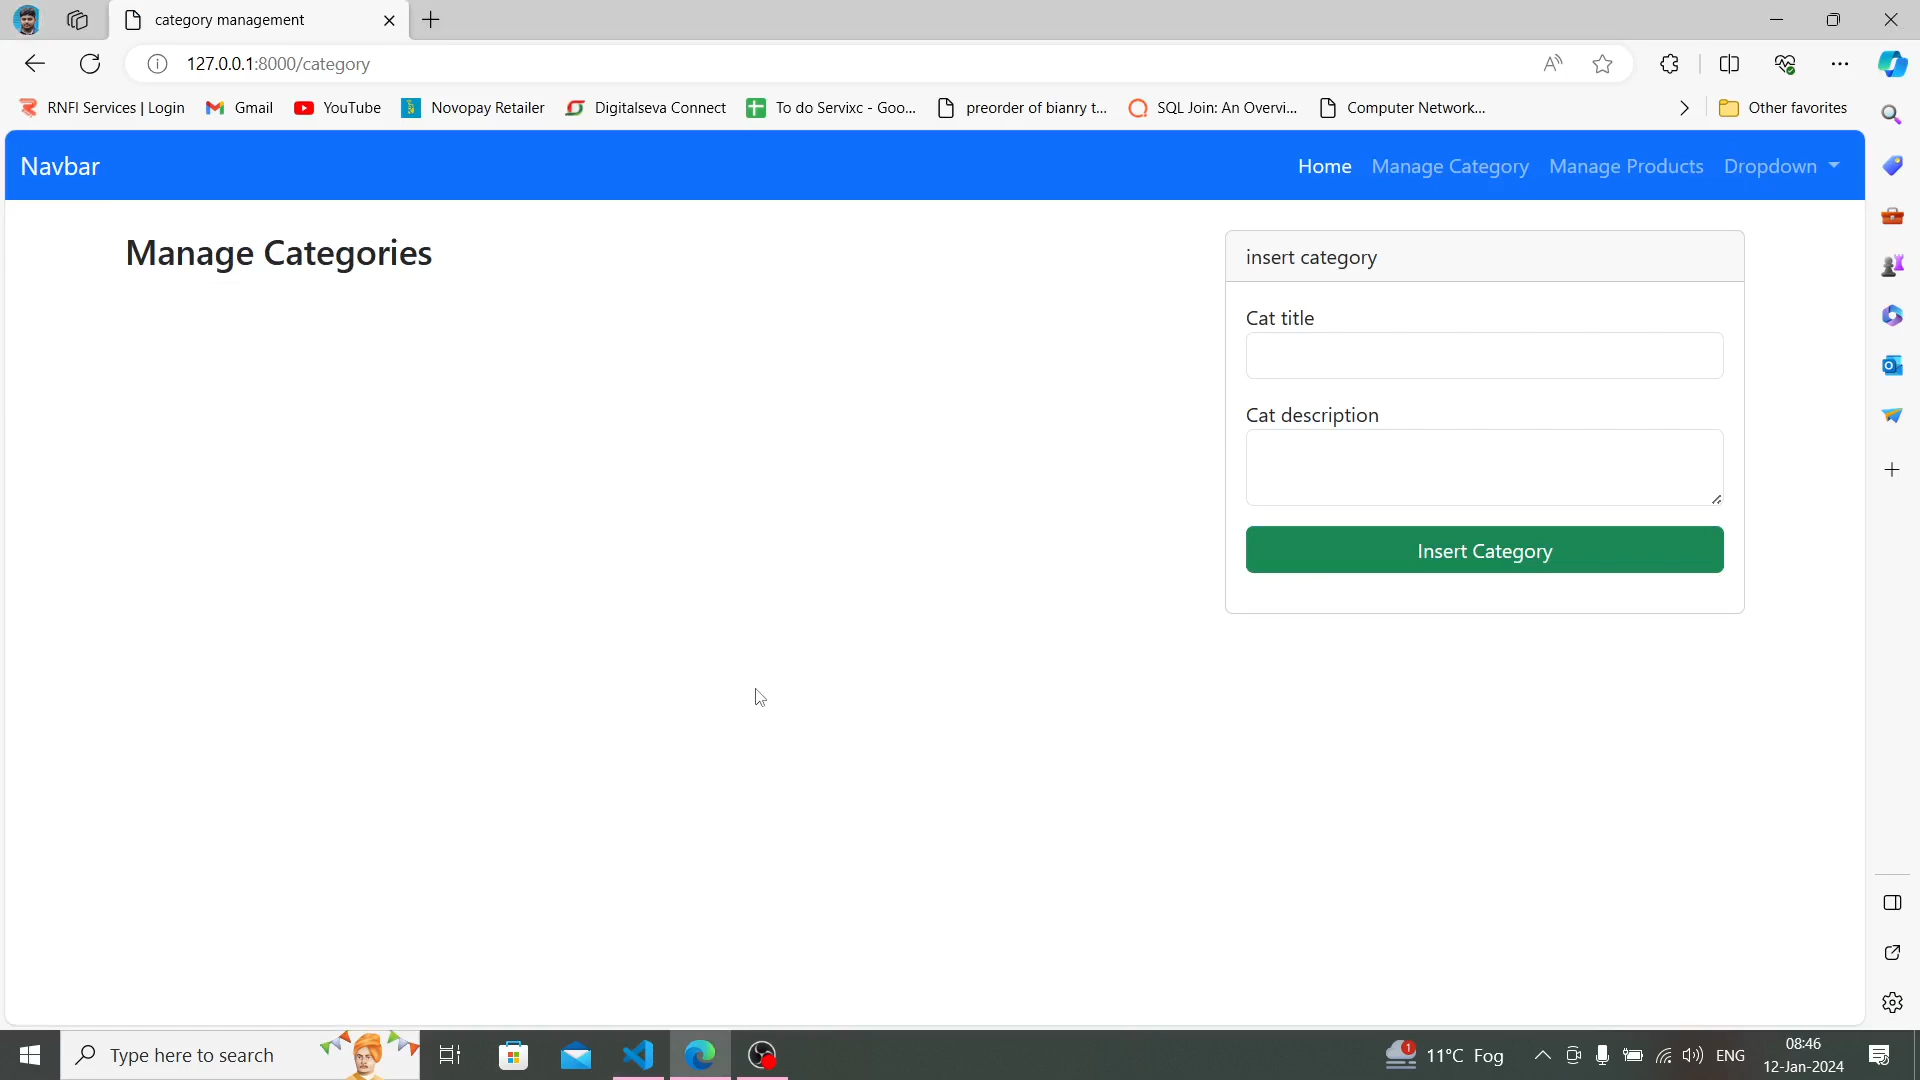 category management
127.0.0.1:8000/category
RNFI Services | Login Gmail YouTube Novopay Retailer Digitalseva Connect To do Servixc - Goo... preorder of bianry t... SQL Join: An Overvi... Computer Network... Other favorites
Navbar Home Manage Category Manage Products Dropdown
Manage Categories
insert category
Cat title
Cat description
Insert Category
Type here to search
1 11°C Fog ENG 08:46
12-Jan-2024